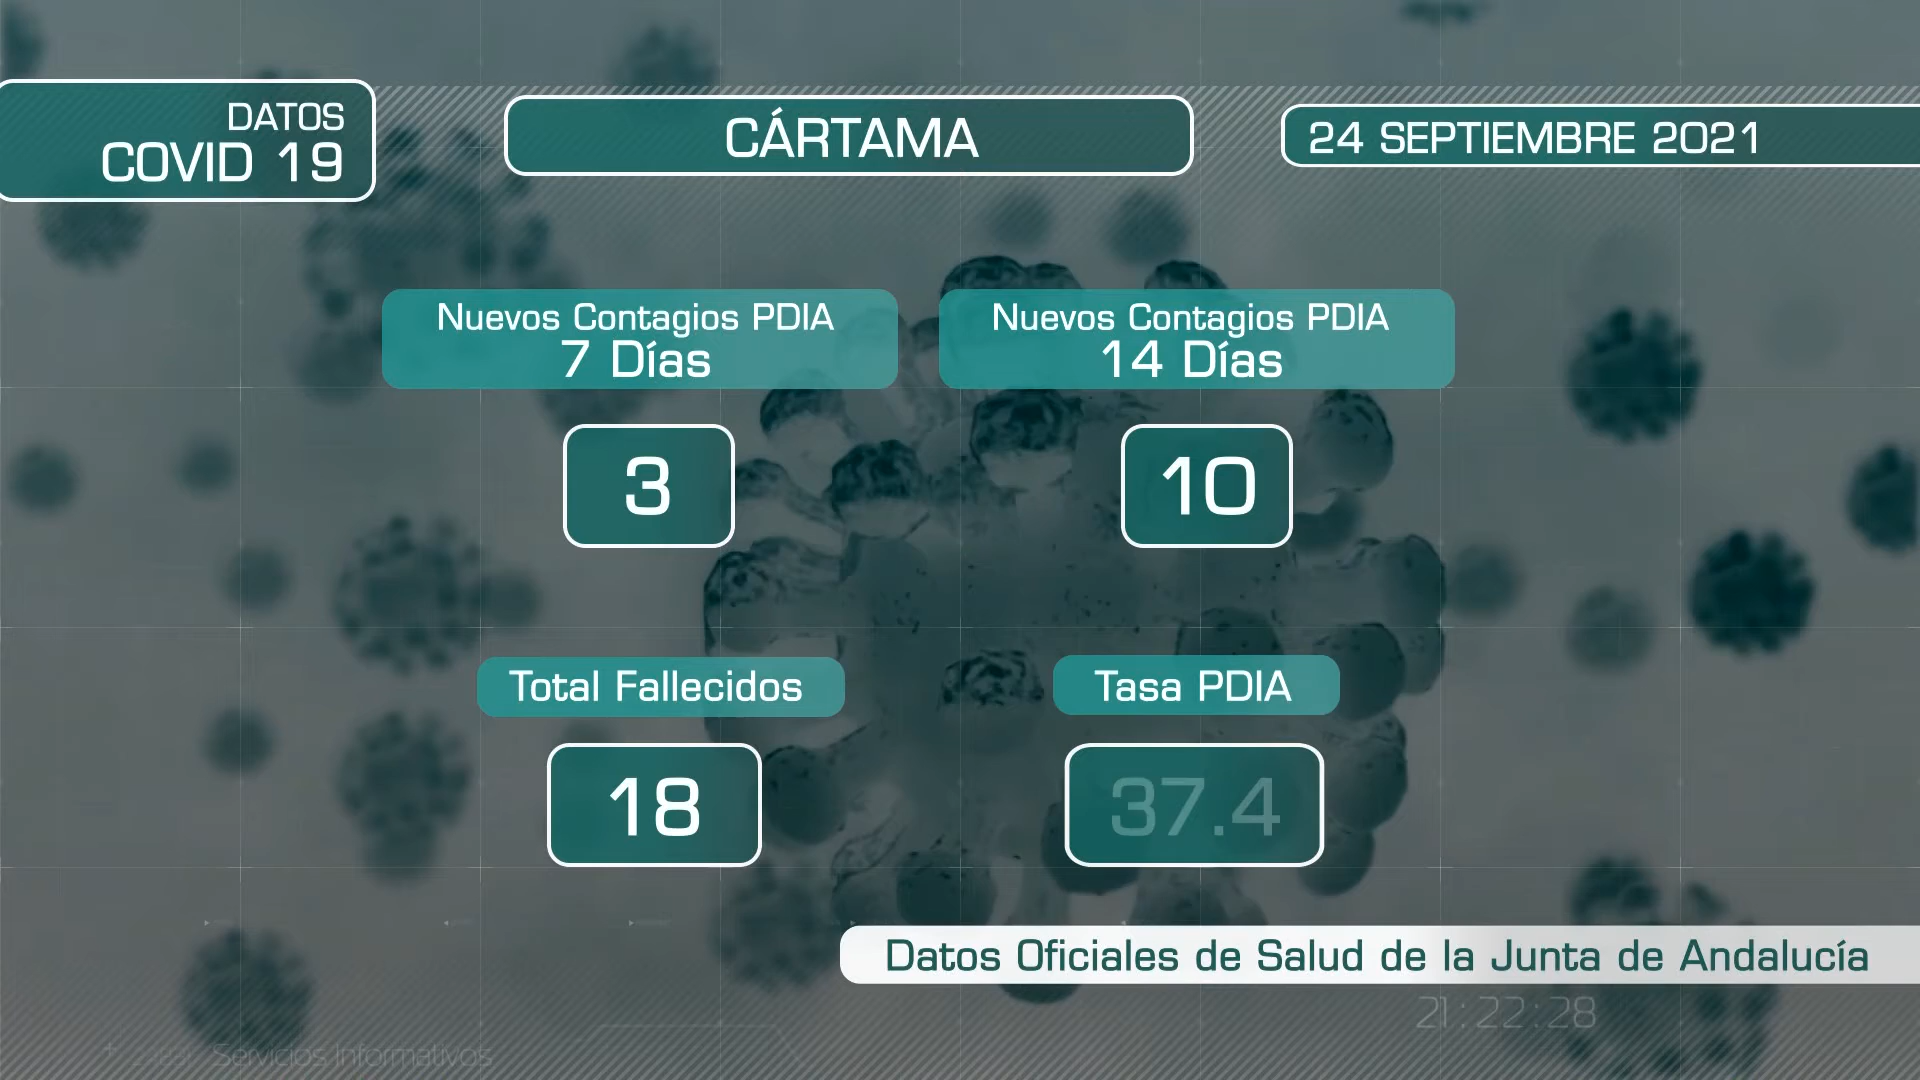 DATOS
COVID 19
CÁRTAMA
24 SEPTIEMBRE 2021
Nuevos Contagios PDIA
7 Días
Nuevos Contagios PDIA
14 Días
3
10
Total Fallecidos
Tasa PDIA
18
37.4
Datos Oficiales de Salud de la Junta de Andalucía
21:22:28
Servicios Informativos